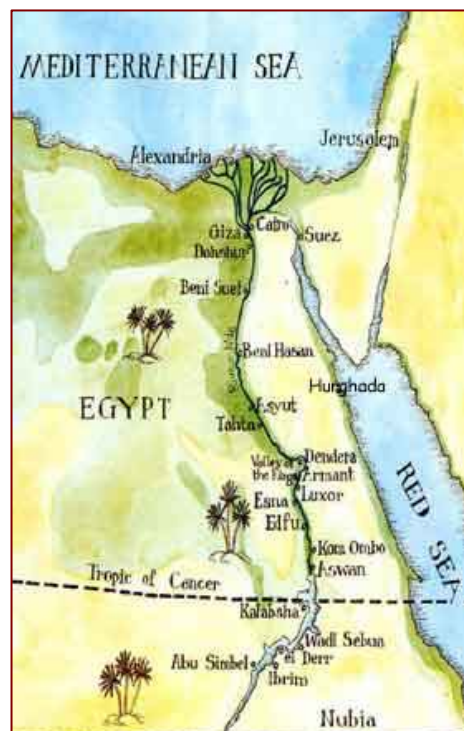 MEDITERRANEAN SEA
Jerusalem
Alexandria
Cairo
Giza
Suez
Dahshur
Beni Suef
River Nile
Beni Hasan
Hurghada
EGYPT
Asyut
Tahta
Dendera
Valley of
the Kings
Armant
Luxor
Esna
Edfu
RED SEA
Kom Ombo
Aswan
Tropic of Cancer
Kalabsha
Wadi Sebua
el Derr
Abu Simbel
Ibrim
Nubia